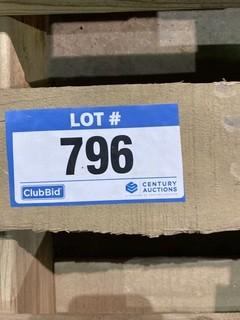 LOT #
796
ClubBid
CENTURY
AUCTIONS